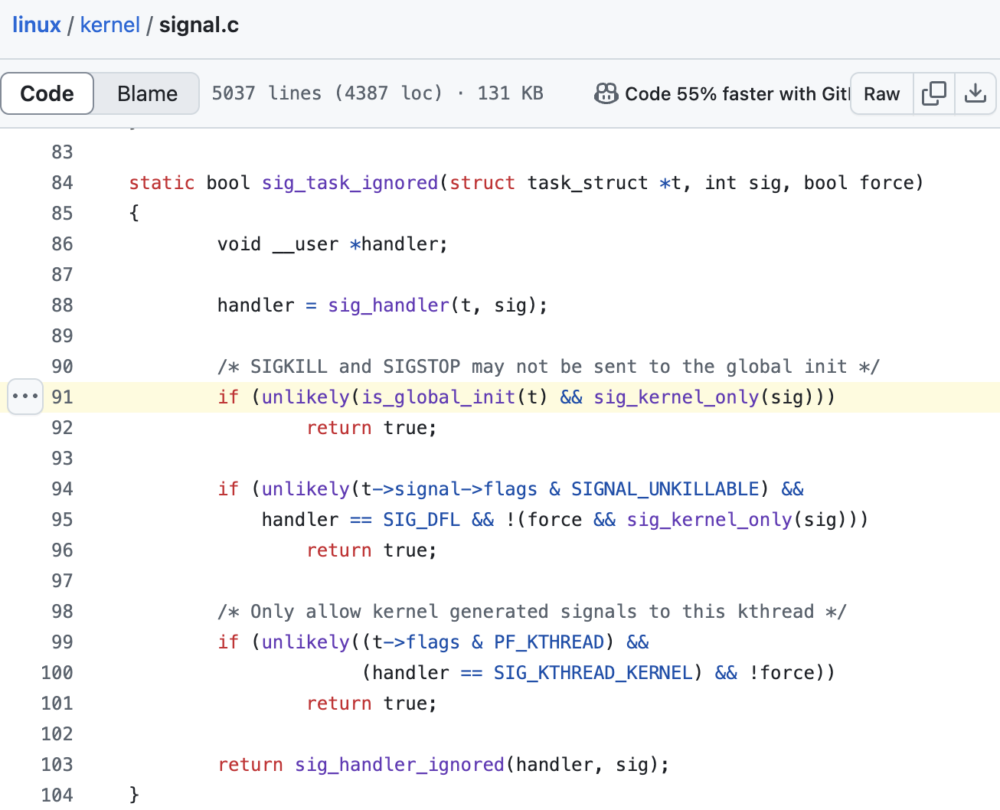 linux / kernel / signal.c
Code Blame 5037 lines (4387 loc) · 131 KB Code 55% faster with Gitl Raw
83
84 static bool sig_task_ignored(struct task_struct *t, int sig, bool force)
85 {
86 void __user *handler;
87
88 handler = sig_handler(t, sig);
89
90 /* SIGKILL and SIGSTOP may not be sent to the global init */
91 if (unlikely(is_global_init(t) && sig_kernel_only(sig)))
92 return true;
93
94 if (unlikely(t->signal->flags & SIGNAL_UNKILLABLE) &&
95 handler == SIG_DFL && !(force && sig_kernel_only(sig)))
96 return true;
97
98 /* Only allow kernel generated signals to this kthread */
99 if (unlikely((t->flags & PF_KTHREAD) &&
100 (handler == SIG_KTHREAD_KERNEL) && !force))
101 return true;
102
103 return sig_handler_ignored(handler, sig);
104 }